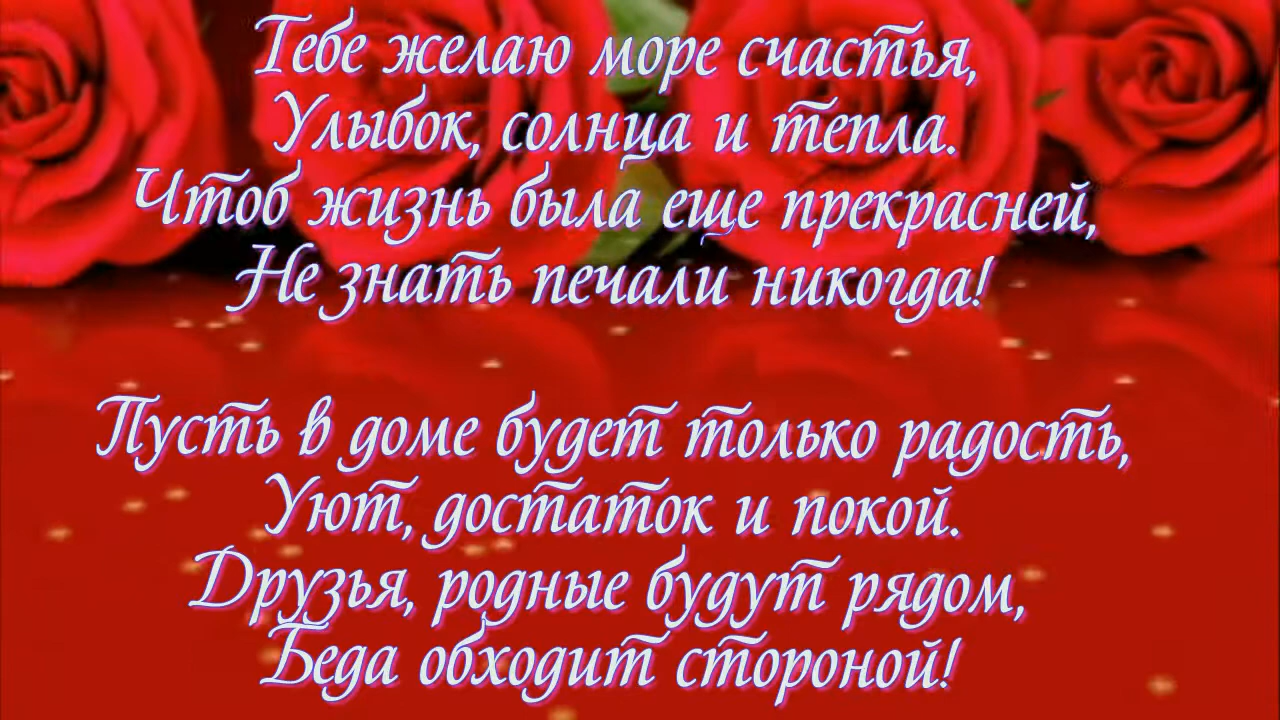 Тебе желаю море счастья,
Улыбок, солнца и тепла.
Чтоб жизнь была еще прекрасней,
Не знать печали никогда!
Пусть в доме будет только радость,
Уют, достаток и покой.
Друзья, родные будут рядом,
Беда обходит стороной!